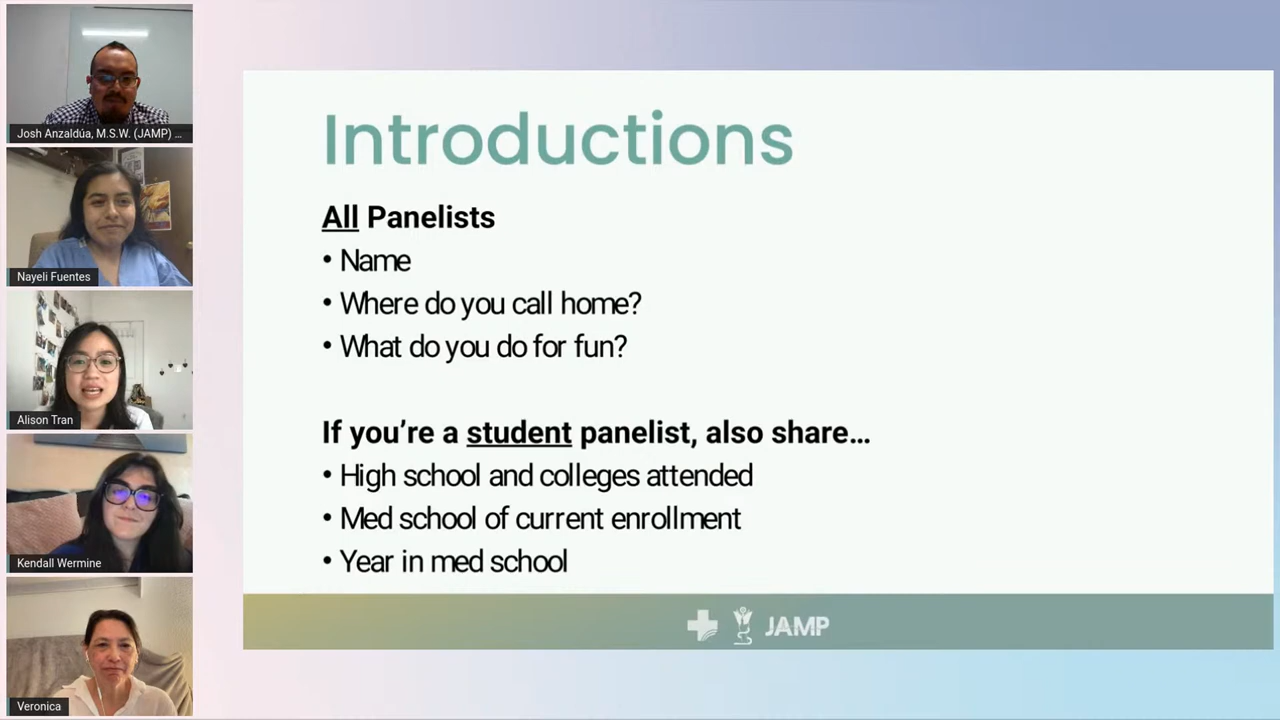 Josh Anzaldúa, M.S.W. (JAMP) ...
Nayeli Fuentes
Alison Tran
Kendall Wermine
Veronica
Introductions
All Panelists
• Name
• Where do you call home?
• What do you do for fun?
If you’re a student panelist, also share...
• High school and colleges attended
• Med school of current enrollment
• Year in med school
JAMP